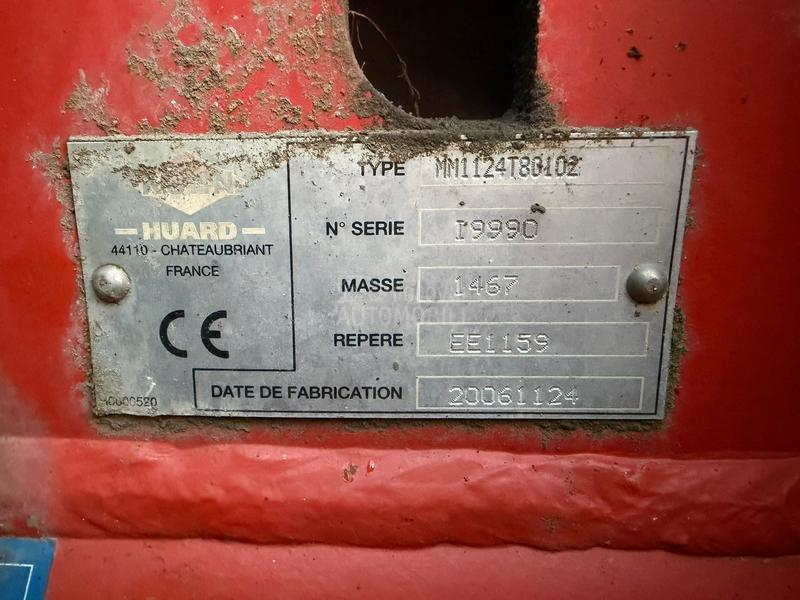 HUARD
44110 - CHATEAUBRIANT
FRANCE
CE
TYPE MM1124T80102
N° SERIE I9990
MASSE 1467
REPERE EE1159
DATE DE FABRICATION 20061124